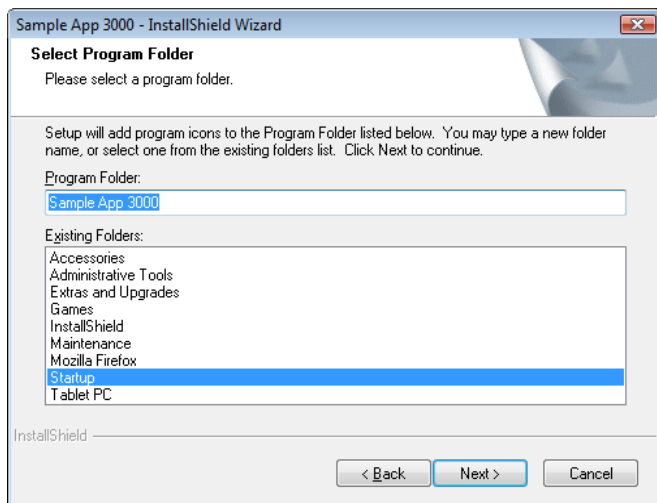 Sample App 3000 - InstallShield Wizard
Select Program Folder
Please select a program folder.
Setup will add program icons to the Program Folder listed below. You may type a new folder
name, or select one from the existing folders list. Click Next to continue.
Program Folder:
Sample App 3000
Existing Folders:
Accessories
Administrative Tools
Extras and Upgrades
Games
InstallShield
Maintenance
Mozilla Firefox
Startup
Tablet PC
InstallShield
< Back
Next >
Cancel